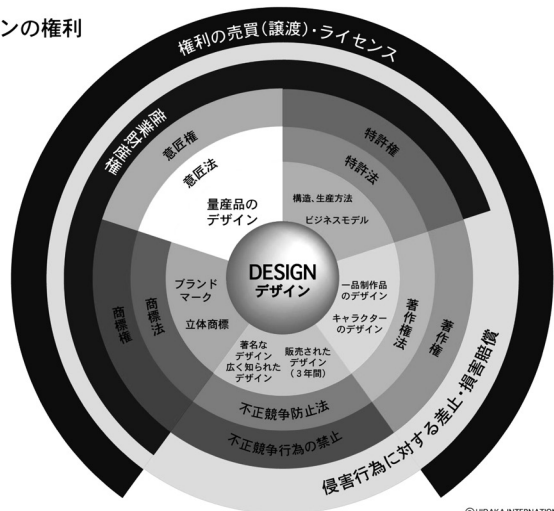 ンの権利
権利の売買(譲渡)・ライセンス
産業財産権
意匠権
意匠法
量産品の
デザイン
特許権
特許法
構造、生産方法
ビジネスモデル
DESIGN
デザイン
ブランド
マーク
立体商標
商標法
商標権
一品制作品
のデザイン
キャラクター
のデザイン
著作権法
著作権
著名な
デザイン
広く知られた
デザイン
販売された
デザイン
(3年間)
不正競争防止法
不正競争行為の禁止
侵害行為に対する差止・損害賠償